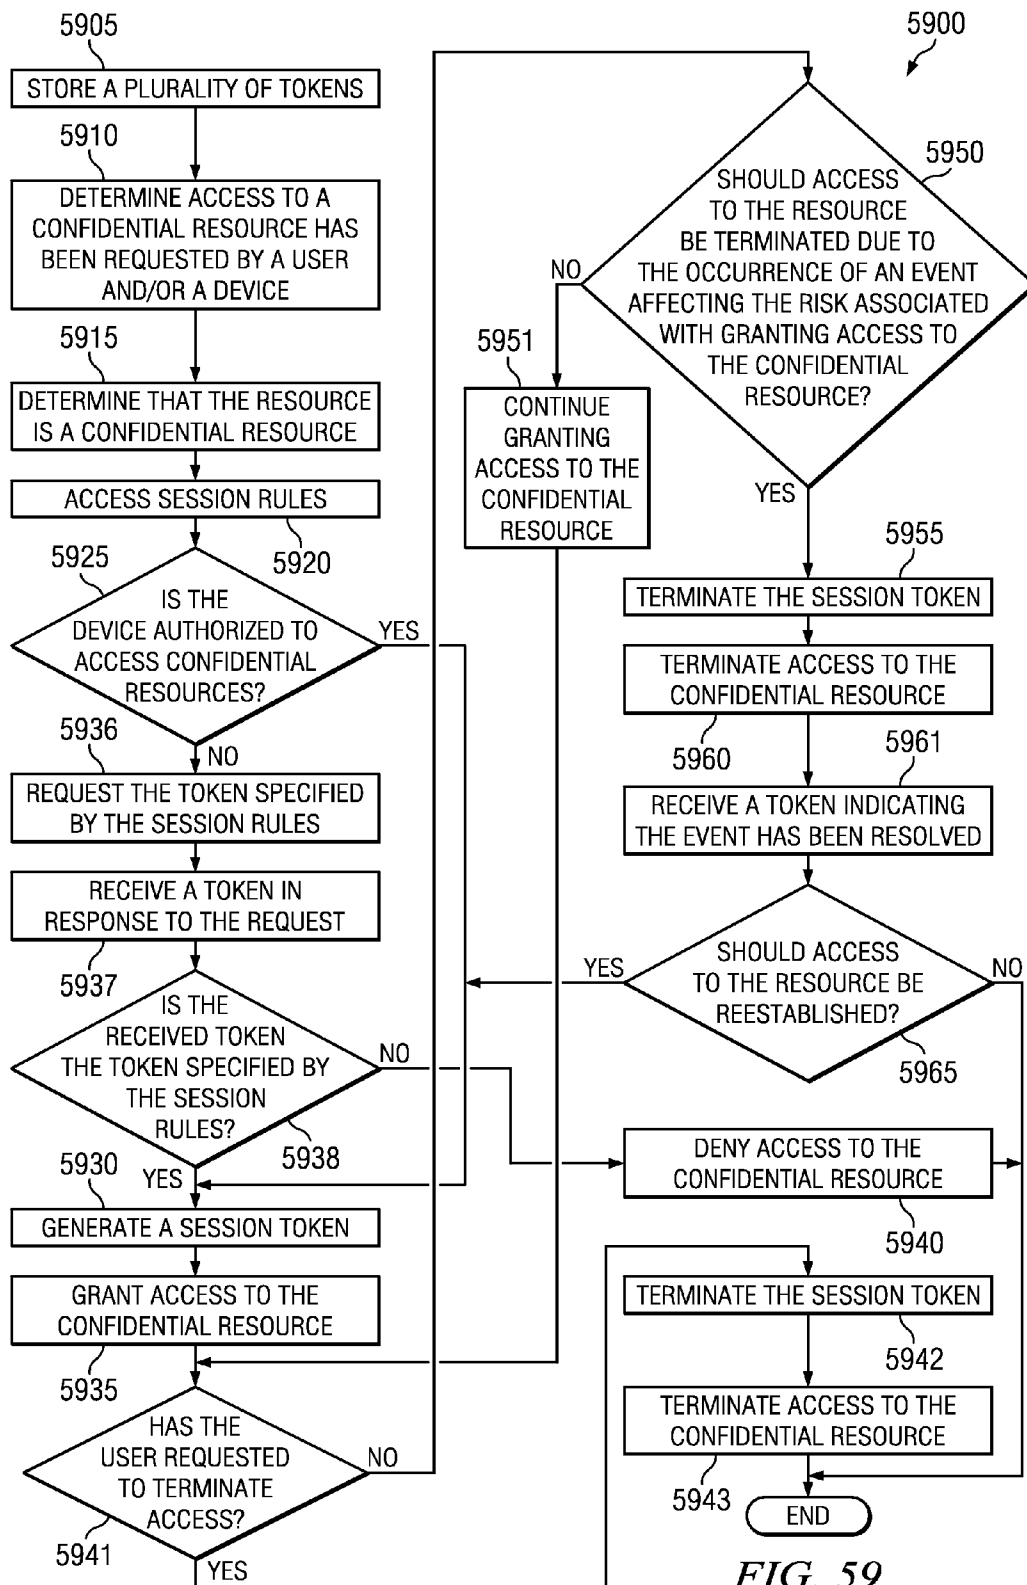 5905
STORE A PLURALITY OF TOKENS
5910
DETERMINE ACCESS TO A
CONFIDENTIAL RESOURCE HAS
BEEN REQUESTED BY A USER
AND/OR A DEVICE
5915
DETERMINE THAT THE RESOURCE
IS A CONFIDENTIAL RESOURCE
ACCESS SESSION RULES
5920
5925
IS THE
DEVICE AUTHORIZED TO
ACCESS CONFIDENTIAL
RESOURCES?
YES
NO
5936
REQUEST THE TOKEN SPECIFIED
BY THE SESSION RULES
RECEIVE A TOKEN IN
RESPONSE TO THE REQUEST
5937
IS THE
RECEIVED TOKEN
THE TOKEN SPECIFIED BY
THE SESSION
RULES?
NO
5938
YES
5930
GENERATE A SESSION TOKEN
GRANT ACCESS TO THE
CONFIDENTIAL RESOURCE
5935
HAS THE
USER REQUESTED
TO TERMINATE
ACCESS?
NO
5941
YES
5900
5950
SHOULD ACCESS
TO THE RESOURCE
BE TERMINATED DUE TO
THE OCCURRENCE OF AN EVENT
AFFECTING THE RISK ASSOCIATED
WITH GRANTING ACCESS TO
THE CONFIDENTIAL
RESOURCE?
NO
5951
CONTINUE
GRANTING
ACCESS TO THE
CONFIDENTIAL
RESOURCE
YES
5955
TERMINATE THE SESSION TOKEN
TERMINATE ACCESS TO THE
CONFIDENTIAL RESOURCE
5960
5961
RECEIVE A TOKEN INDICATING
THE EVENT HAS BEEN RESOLVED
SHOULD ACCESS
TO THE RESOURCE BE
REESTABLISHED?
YES
NO
5965
DENY ACCESS TO THE
CONFIDENTIAL RESOURCE
5940
TERMINATE THE SESSION TOKEN
5942
TERMINATE ACCESS TO THE
CONFIDENTIAL RESOURCE
5943
END
FIG. 59